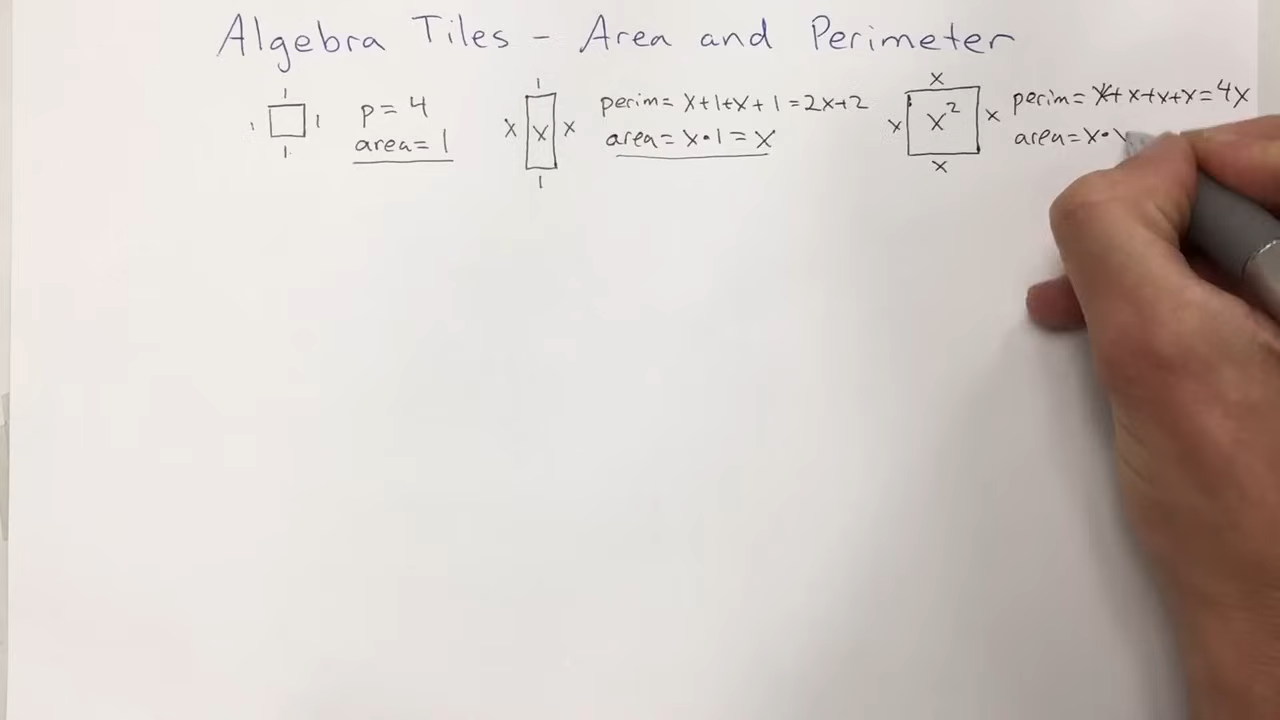 Algebra Tiles - Area and Perimeter
1
1 1
1
p = 4
area = 1
1
x x x
1
perim = x+1+x+1 = 2x+2
area = x·1 = x
x
x x² x
x
perim = x+x+x+x = 4x
area = x·x